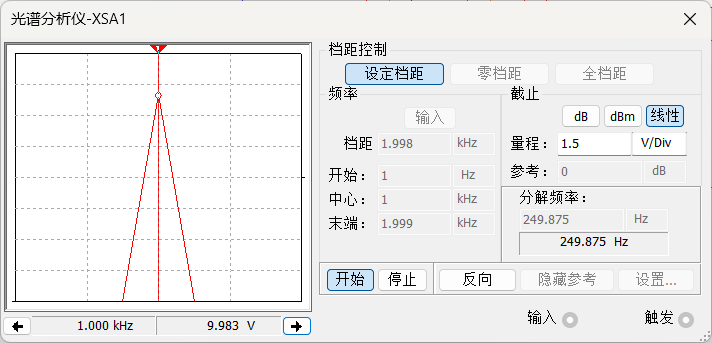 光谱分析仪-XSA1
档距控制
设定档距 零档距 全档距
频率
输入
档距 1.998 kHz
开始： 1 Hz
中心： 1 kHz
末端： 1.999 kHz
截止
dB dBm 线性
量程： 1.5 V/Div
参考： 0 dB
分解频率：
249.875 Hz
249.875 Hz
开始 停止 反向 隐藏参考 设置...
1.000 kHz 9.983 V
输入 触发